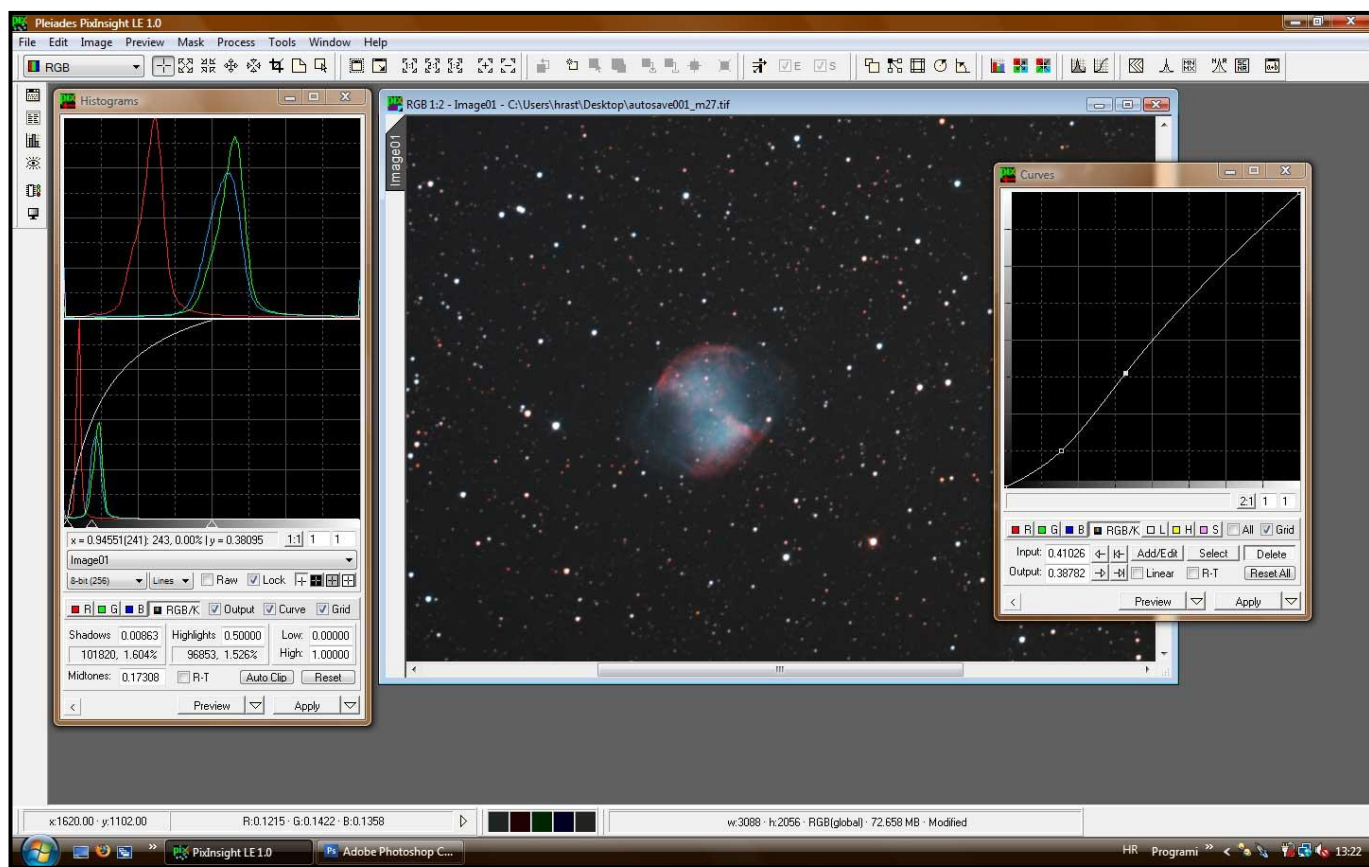 Pleiades PixInsight LE 1.0
File Edit Image Preview Mask Process Tools Window Help
RGB
E S
Histograms
x = 0.94551(241): 243, 0.00% | y = 0.38095 1:1 1 1
Image01
8-bit (256) Lines Raw Lock
R G B RGB/K Output Curve Grid
Shadows 0.00863 Highlights 0.50000 Low: 0.00000
101820, 1.604% 96853, 1.526% High: 1.00000
Midtones: 0.17308 R-T Auto Clip Reset
< Preview Apply
RGB 1:2 - Image01 - C:\Users\hrast\Desktop\autosave001_m27.tif
Image01
Curves
2:1 1 1
R G B RGB/K L H S All Grid
Input: 0.41026 Add/Edit Select Delete
Output: 0.38782 Linear R-T Reset All
< Preview Apply
x:1620.00 · y:1102.00 R:0.1215 · G:0.1422 · B:0.1358 w:3088 · h:2056 · RGB(global) · 72.658 MB · Modified
PixInsight LE 1.0 Adobe Photoshop C... HR Programi 13:22